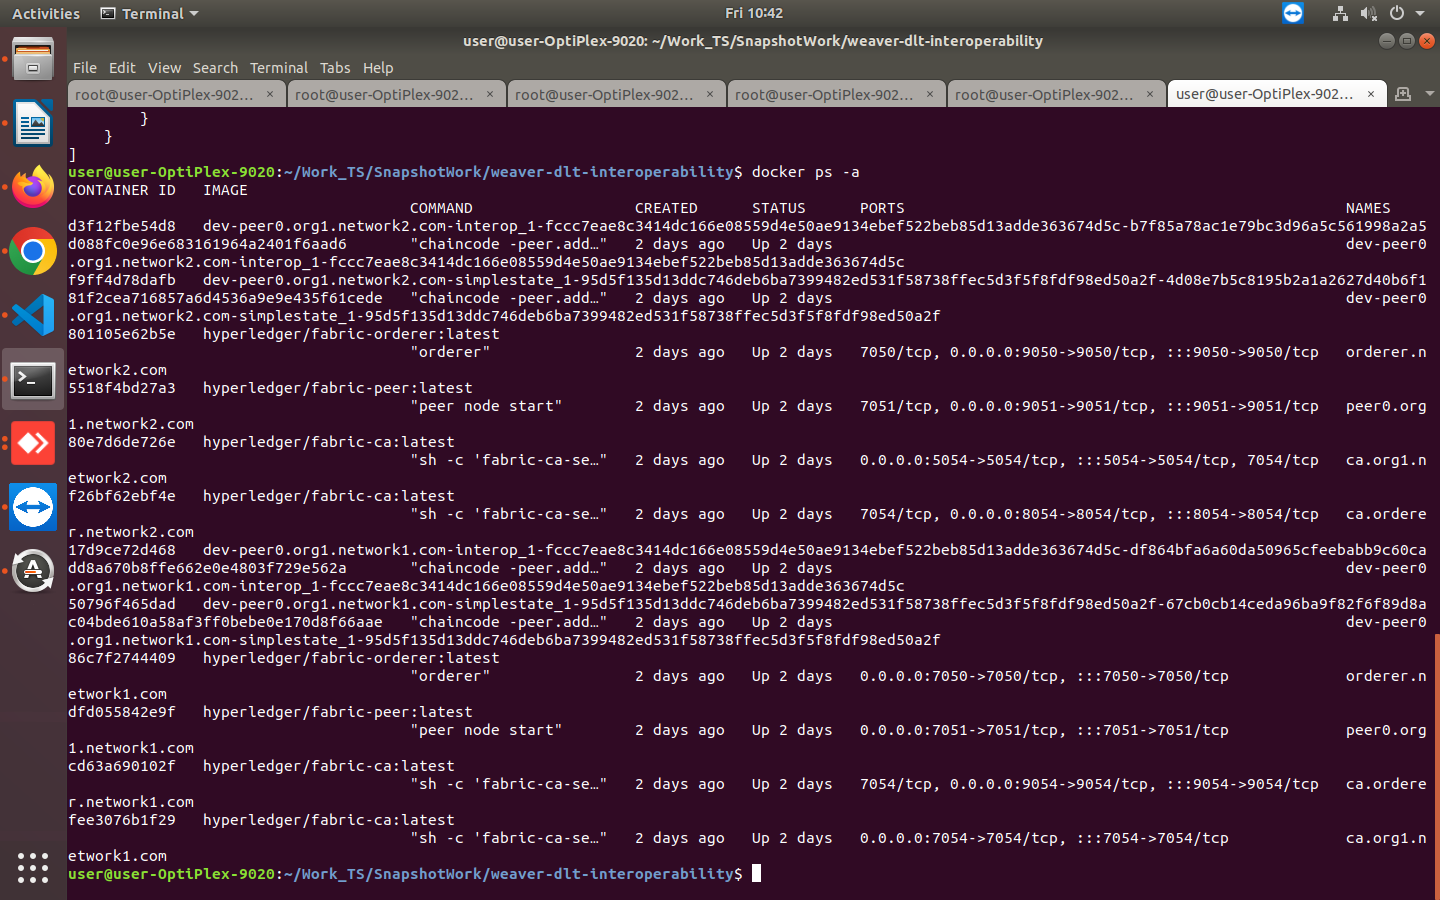 Activities
Terminal
Fri 10:42
user@user-OptiPlex-9020: ~/Work_TS/SnapshotWork/weaver-dlt-interoperability
File Edit View Search Terminal Tabs Help
root@user-OptiPlex-902... × root@user-OptiPlex-902... × root@user-OptiPlex-902... × root@user-OptiPlex-902... × root@user-OptiPlex-902... × user@user-OptiPlex-902... ×
}
}
]
user@user-OptiPlex-9020:~/Work_TS/SnapshotWork/weaver-dlt-interoperability$ docker ps -a
CONTAINER ID IMAGE
COMMAND CREATED STATUS PORTS NAMES
d3f12fbe54d8 dev-peer0.org1.network2.com-interop_1-fccc7eae8c3414dc166e08559d4e50ae9134ebef522beb85d13adde363674d5c-b7f85a78ac1e79bc3d96a5c561998a2a5
d088fc0e96e683161964a2401f6aad6 "chaincode -peer.add…" 2 days ago Up 2 days dev-peer0
.org1.network2.com-interop_1-fccc7eae8c3414dc166e08559d4e50ae9134ebef522beb85d13adde363674d5c
f9ff4d78dafb dev-peer0.org1.network2.com-simplestate_1-95d5f135d13ddc746deb6ba7399482ed531f58738ffec5d3f5f8fdf98ed50a2f-4d08e7b5c8195b2a1a2627d40b6f1
81f2cea716857a6d4536a9e9e435f61cede "chaincode -peer.add…" 2 days ago Up 2 days dev-peer0
.org1.network2.com-simplestate_1-95d5f135d13ddc746deb6ba7399482ed531f58738ffec5d3f5f8fdf98ed50a2f
801105e62b5e hyperledger/fabric-orderer:latest
"orderer" 2 days ago Up 2 days 7050/tcp, 0.0.0.0:9050->9050/tcp, :::9050->9050/tcp orderer.n
etwork2.com
5518f4bd27a3 hyperledger/fabric-peer:latest
"peer node start" 2 days ago Up 2 days 7051/tcp, 0.0.0.0:9051->9051/tcp, :::9051->9051/tcp peer0.org
1.network2.com
80e7d6de726e hyperledger/fabric-ca:latest
"sh -c 'fabric-ca-se…" 2 days ago Up 2 days 0.0.0.0:5054->5054/tcp, :::5054->5054/tcp, 7054/tcp ca.org1.n
etwork2.com
f26bf62ebf4e hyperledger/fabric-ca:latest
"sh -c 'fabric-ca-se…" 2 days ago Up 2 days 7054/tcp, 0.0.0.0:8054->8054/tcp, :::8054->8054/tcp ca.ordere
r.network2.com
17d9ce72d468 dev-peer0.org1.network1.com-interop_1-fccc7eae8c3414dc166e08559d4e50ae9134ebef522beb85d13adde363674d5c-df864bfa6a60da50965cfeebabb9c60ca
dd8a670b8ffe662e0e4803f729e562a "chaincode -peer.add…" 2 days ago Up 2 days dev-peer0
.org1.network1.com-interop_1-fccc7eae8c3414dc166e08559d4e50ae9134ebef522beb85d13adde363674d5c
50796f465dad dev-peer0.org1.network1.com-simplestate_1-95d5f135d13ddc746deb6ba7399482ed531f58738ffec5d3f5f8fdf98ed50a2f-67cb0cb14ceda96ba9f82f6f89d8a
c04bde610a58af3ff0bebe0e170d8f66aae "chaincode -peer.add…" 2 days ago Up 2 days dev-peer0
.org1.network1.com-simplestate_1-95d5f135d13ddc746deb6ba7399482ed531f58738ffec5d3f5f8fdf98ed50a2f
86c7f2744409 hyperledger/fabric-orderer:latest
"orderer" 2 days ago Up 2 days 0.0.0.0:7050->7050/tcp, :::7050->7050/tcp orderer.n
etwork1.com
dfd055842e9f hyperledger/fabric-peer:latest
"peer node start" 2 days ago Up 2 days 0.0.0.0:7051->7051/tcp, :::7051->7051/tcp peer0.org
1.network1.com
cd63a690102f hyperledger/fabric-ca:latest
"sh -c 'fabric-ca-se…" 2 days ago Up 2 days 7054/tcp, 0.0.0.0:9054->9054/tcp, :::9054->9054/tcp ca.ordere
r.network1.com
fee3076b1f29 hyperledger/fabric-ca:latest
"sh -c 'fabric-ca-se…" 2 days ago Up 2 days 0.0.0.0:7054->7054/tcp, :::7054->7054/tcp ca.org1.n
etwork1.com
user@user-OptiPlex-9020:~/Work_TS/SnapshotWork/weaver-dlt-interoperability$